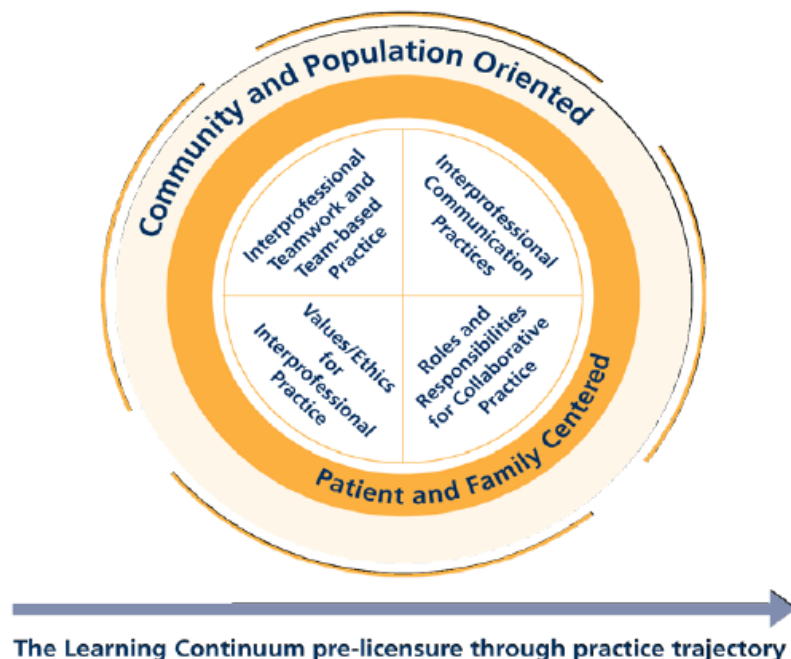 Community and Population Oriented
Interprofessional
Teamwork and
Team-based
Practice
Interprofessional
Communication
Practices
Values/Ethics
for
Interprofessional
Practice
Roles and
Responsibilities
for Collaborative
Practice
Patient and Family Centered
The Learning Continuum pre-licensure through practice trajectory